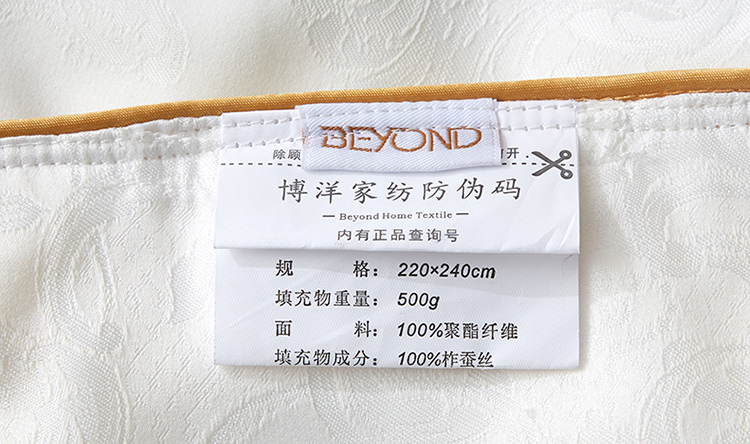 BEYOND
除顾 开.
博洋家纺防伪码
Beyond Home Textile
内有正品查询号
规 格： 220×240cm
填充物重量： 500g
面 料： 100%聚酯纤维
填充物成分： 100%柞蚕丝